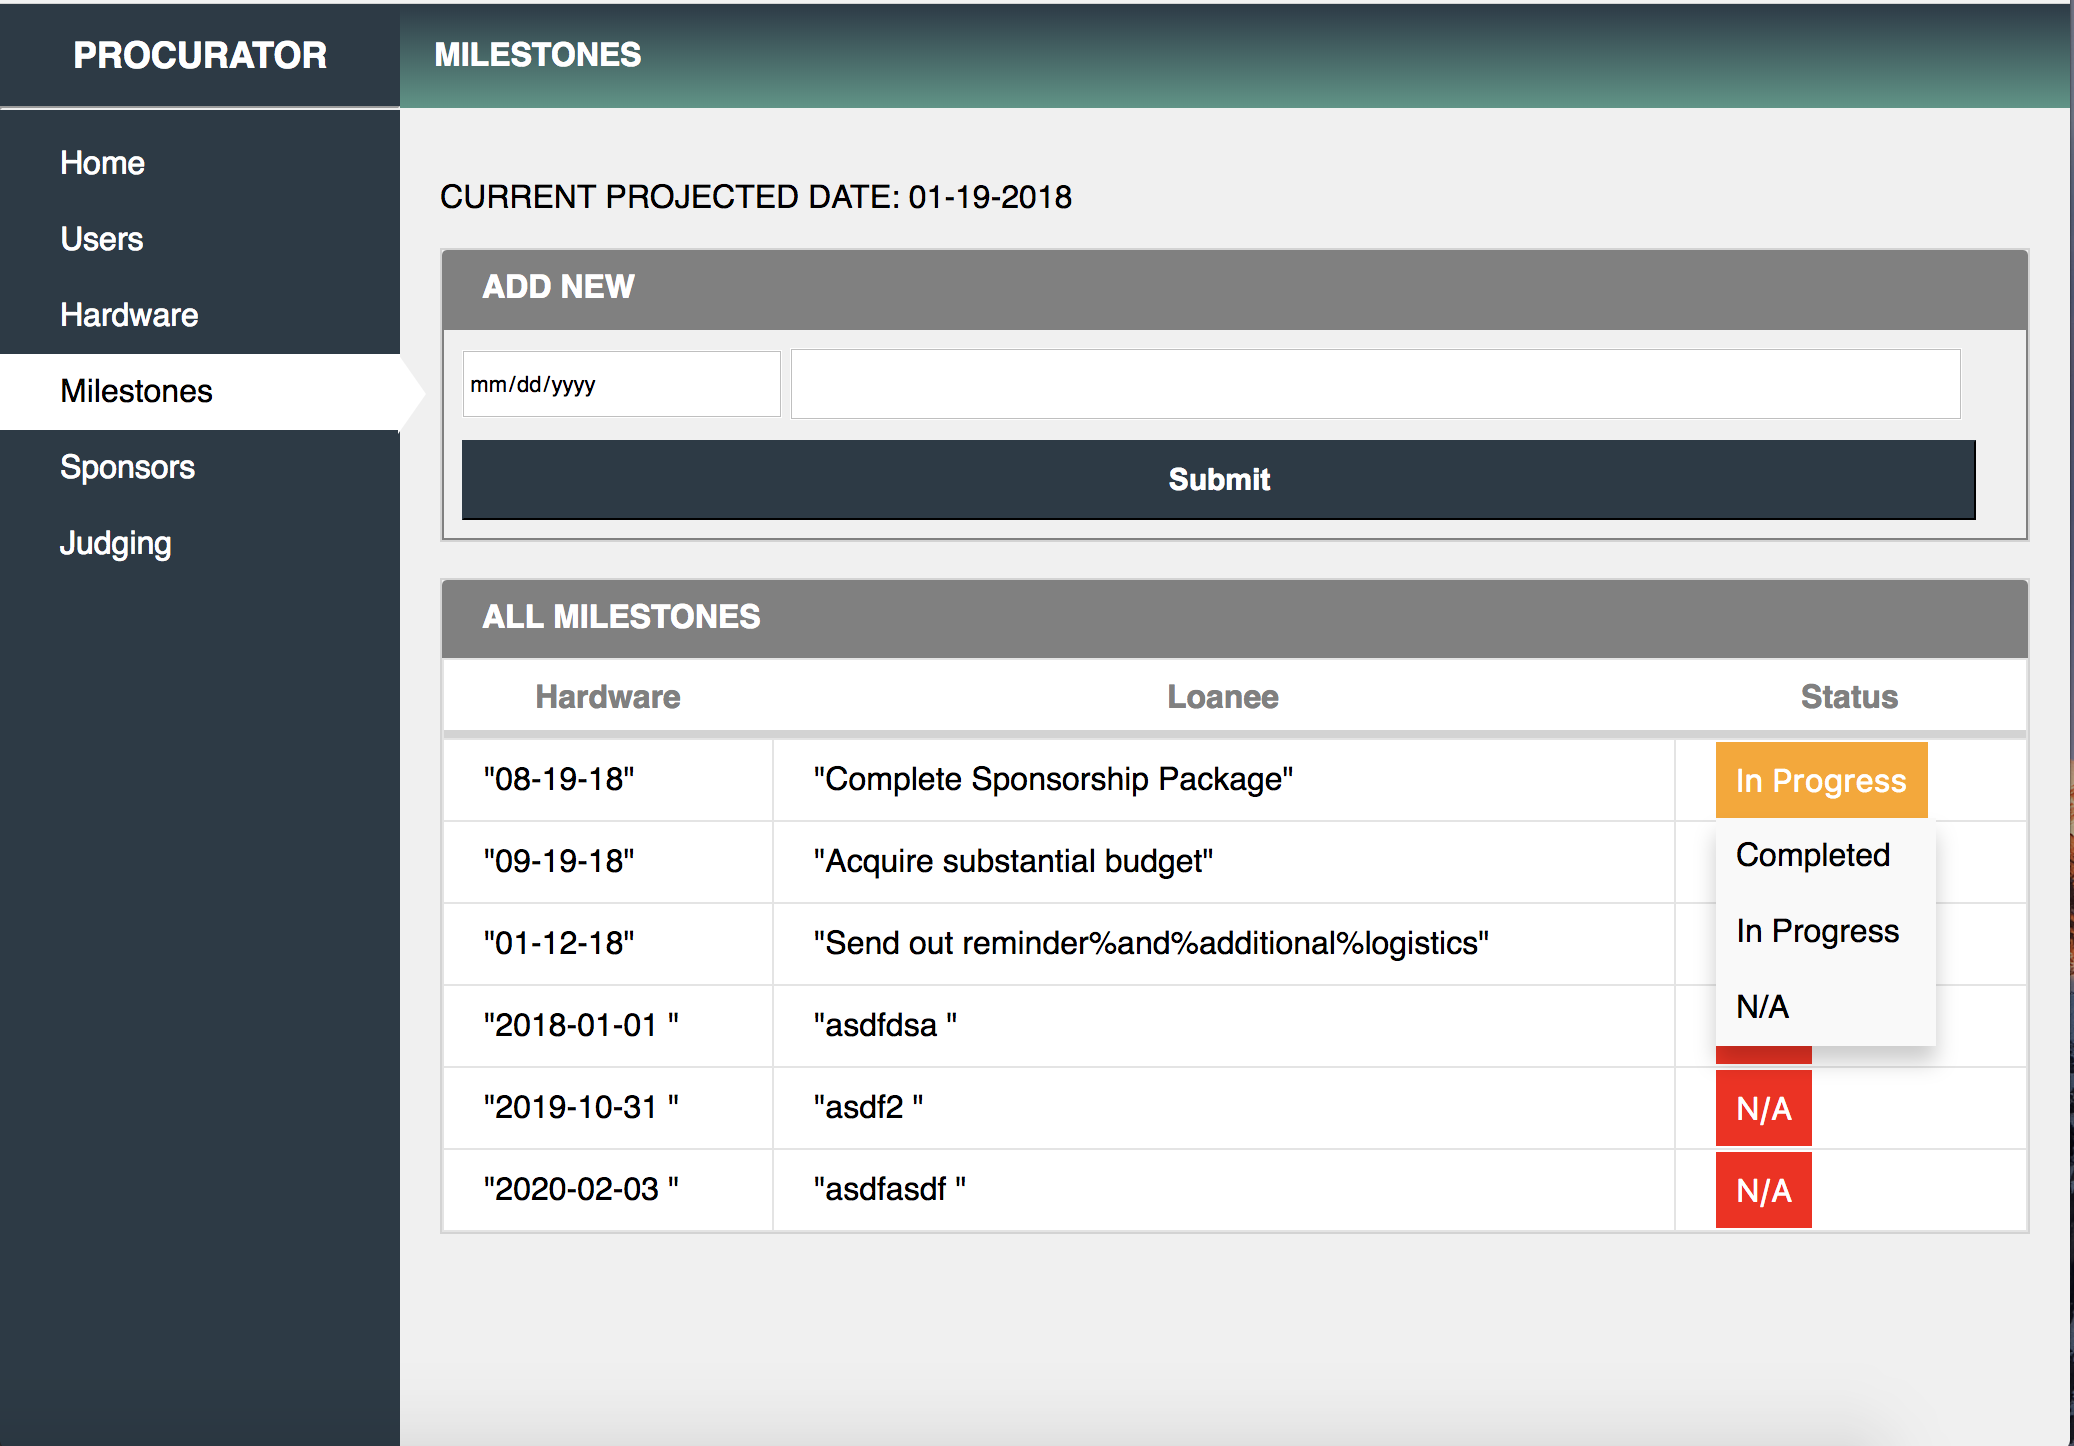 PROCURATOR
MILESTONES
Home
Users
Hardware
Milestones
Sponsors
Judging
CURRENT PROJECTED DATE: 01-19-2018
ADD NEW
mm/dd/yyyy
Submit
ALL MILESTONES
Hardware Loanee Status
"08-19-18" "Complete Sponsorship Package" In Progress
"09-19-18" "Acquire substantial budget" Completed
"01-12-18" "Send out reminder%and%additional%logistics" In Progress
"2018-01-01 " "asdfdsa " N/A
"2019-10-31 " "asdf2 " N/A
"2020-02-03 " "asdfasdf " N/A